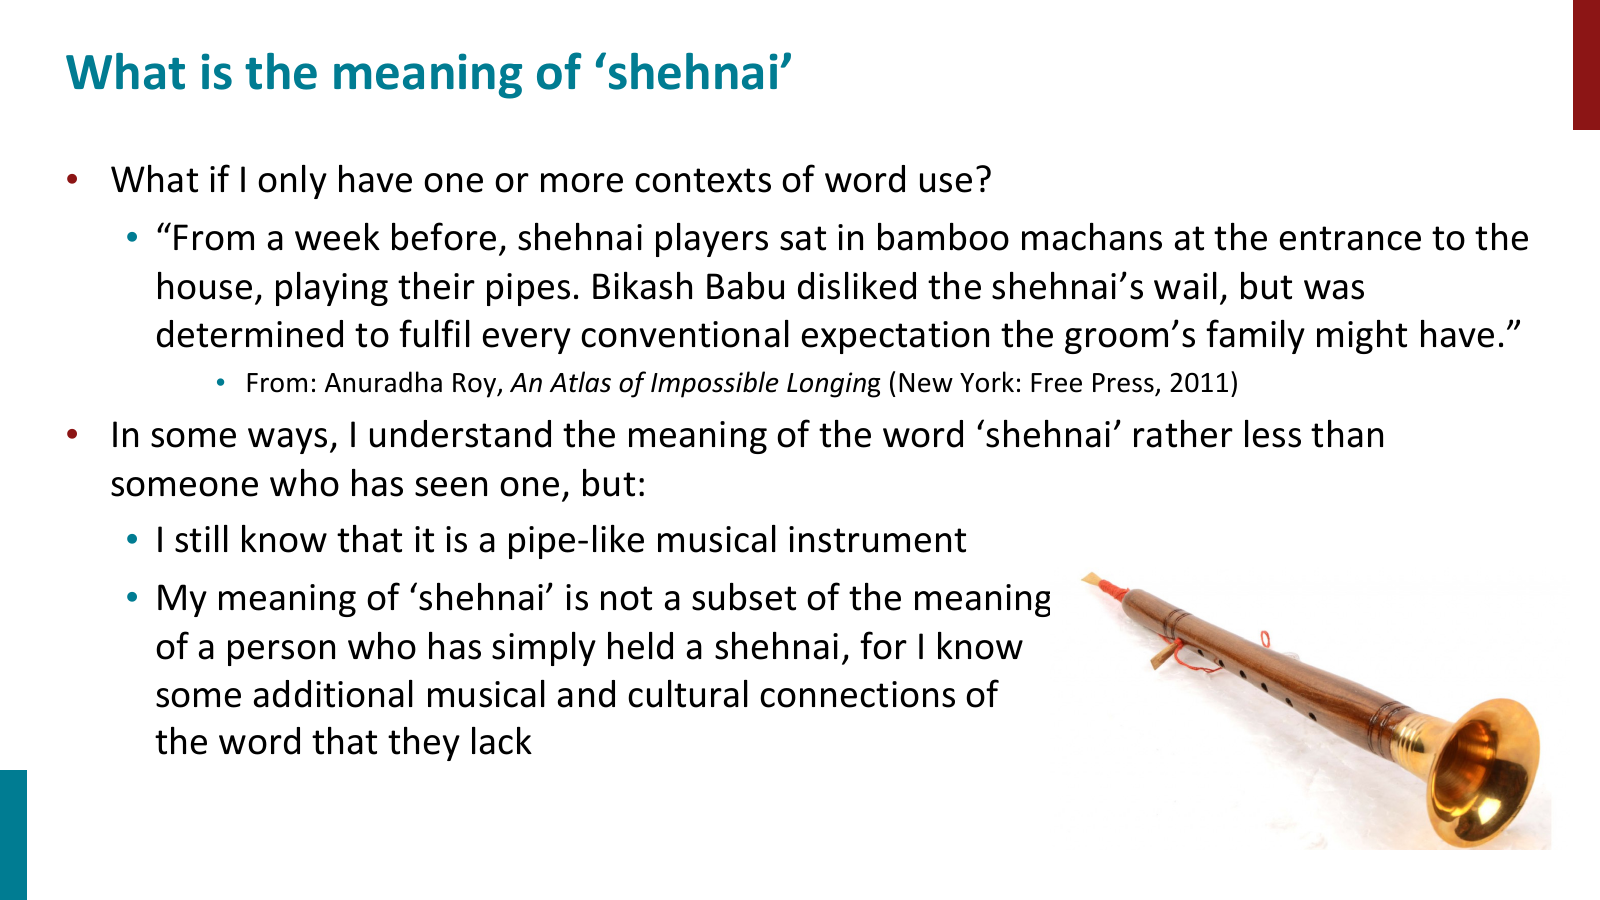 What is the meaning of ‘shehnai’
• What if I only have one or more contexts of word use?
• “From a week before, shehnai players sat in bamboo machans at the entrance to the
house, playing their pipes. Bikash Babu disliked the shehnai’s wail, but was
determined to fulfil every conventional expectation the groom’s family might have.”
• From: Anuradha Roy, An Atlas of Impossible Longing (New York: Free Press, 2011)
• In some ways, I understand the meaning of the word ‘shehnai’ rather less than
someone who has seen one, but:
• I still know that it is a pipe-like musical instrument
• My meaning of ‘shehnai’ is not a subset of the meaning
of a person who has simply held a shehnai, for I know
some additional musical and cultural connections of
the word that they lack